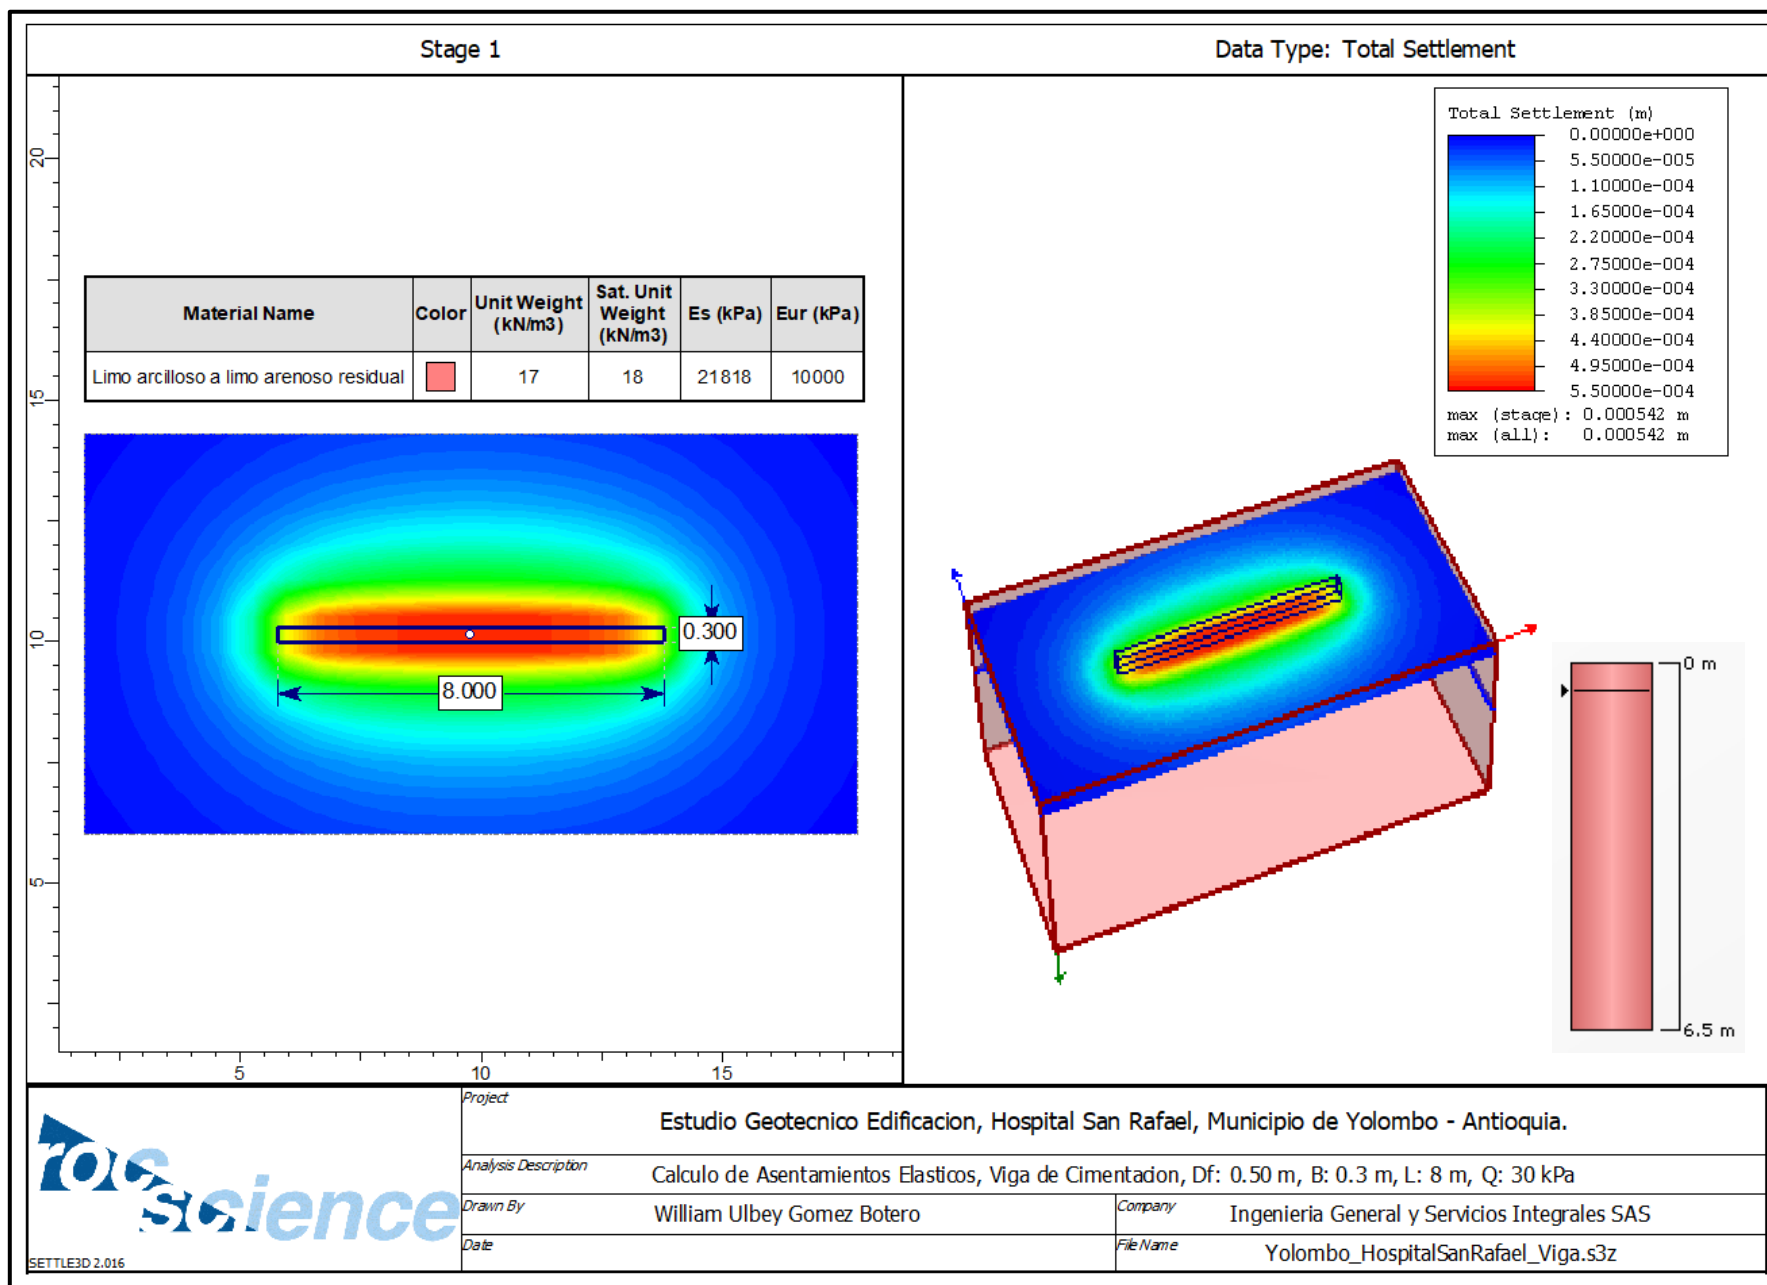 Stage 1
Data Type: Total Settlement
Total Settlement (m)
0.00000e+000
5.50000e-005
1.10000e-004
1.65000e-004
2.20000e-004
2.75000e-004
3.30000e-004
3.85000e-004
4.40000e-004
4.95000e-004
5.50000e-004
max (stage): 0.000542 m
max (all): 0.000542 m
Material Name Color Unit Weight (kN/m3) Sat. Unit Weight (kN/m3) Es (kPa) Eur (kPa)
Limo arcilloso a limo arenoso residual 17 18 21818 10000
20
15
10
5
0.300
8.000
5 10 15
0 m
6.5 m
rocscience
SETTLE3D 2.016
Project
Estudio Geotecnico Edificacion, Hospital San Rafael, Municipio de Yolombo - Antioquia.
Analysis Description
Calculo de Asentamientos Elasticos, Viga de Cimentacion, Df: 0.50 m, B: 0.3 m, L: 8 m, Q: 30 kPa
Drawn By
William Ulbey Gomez Botero
Company
Ingenieria General y Servicios Integrales SAS
Date
File Name
Yolombo_HospitalSanRafael_Viga.s3z